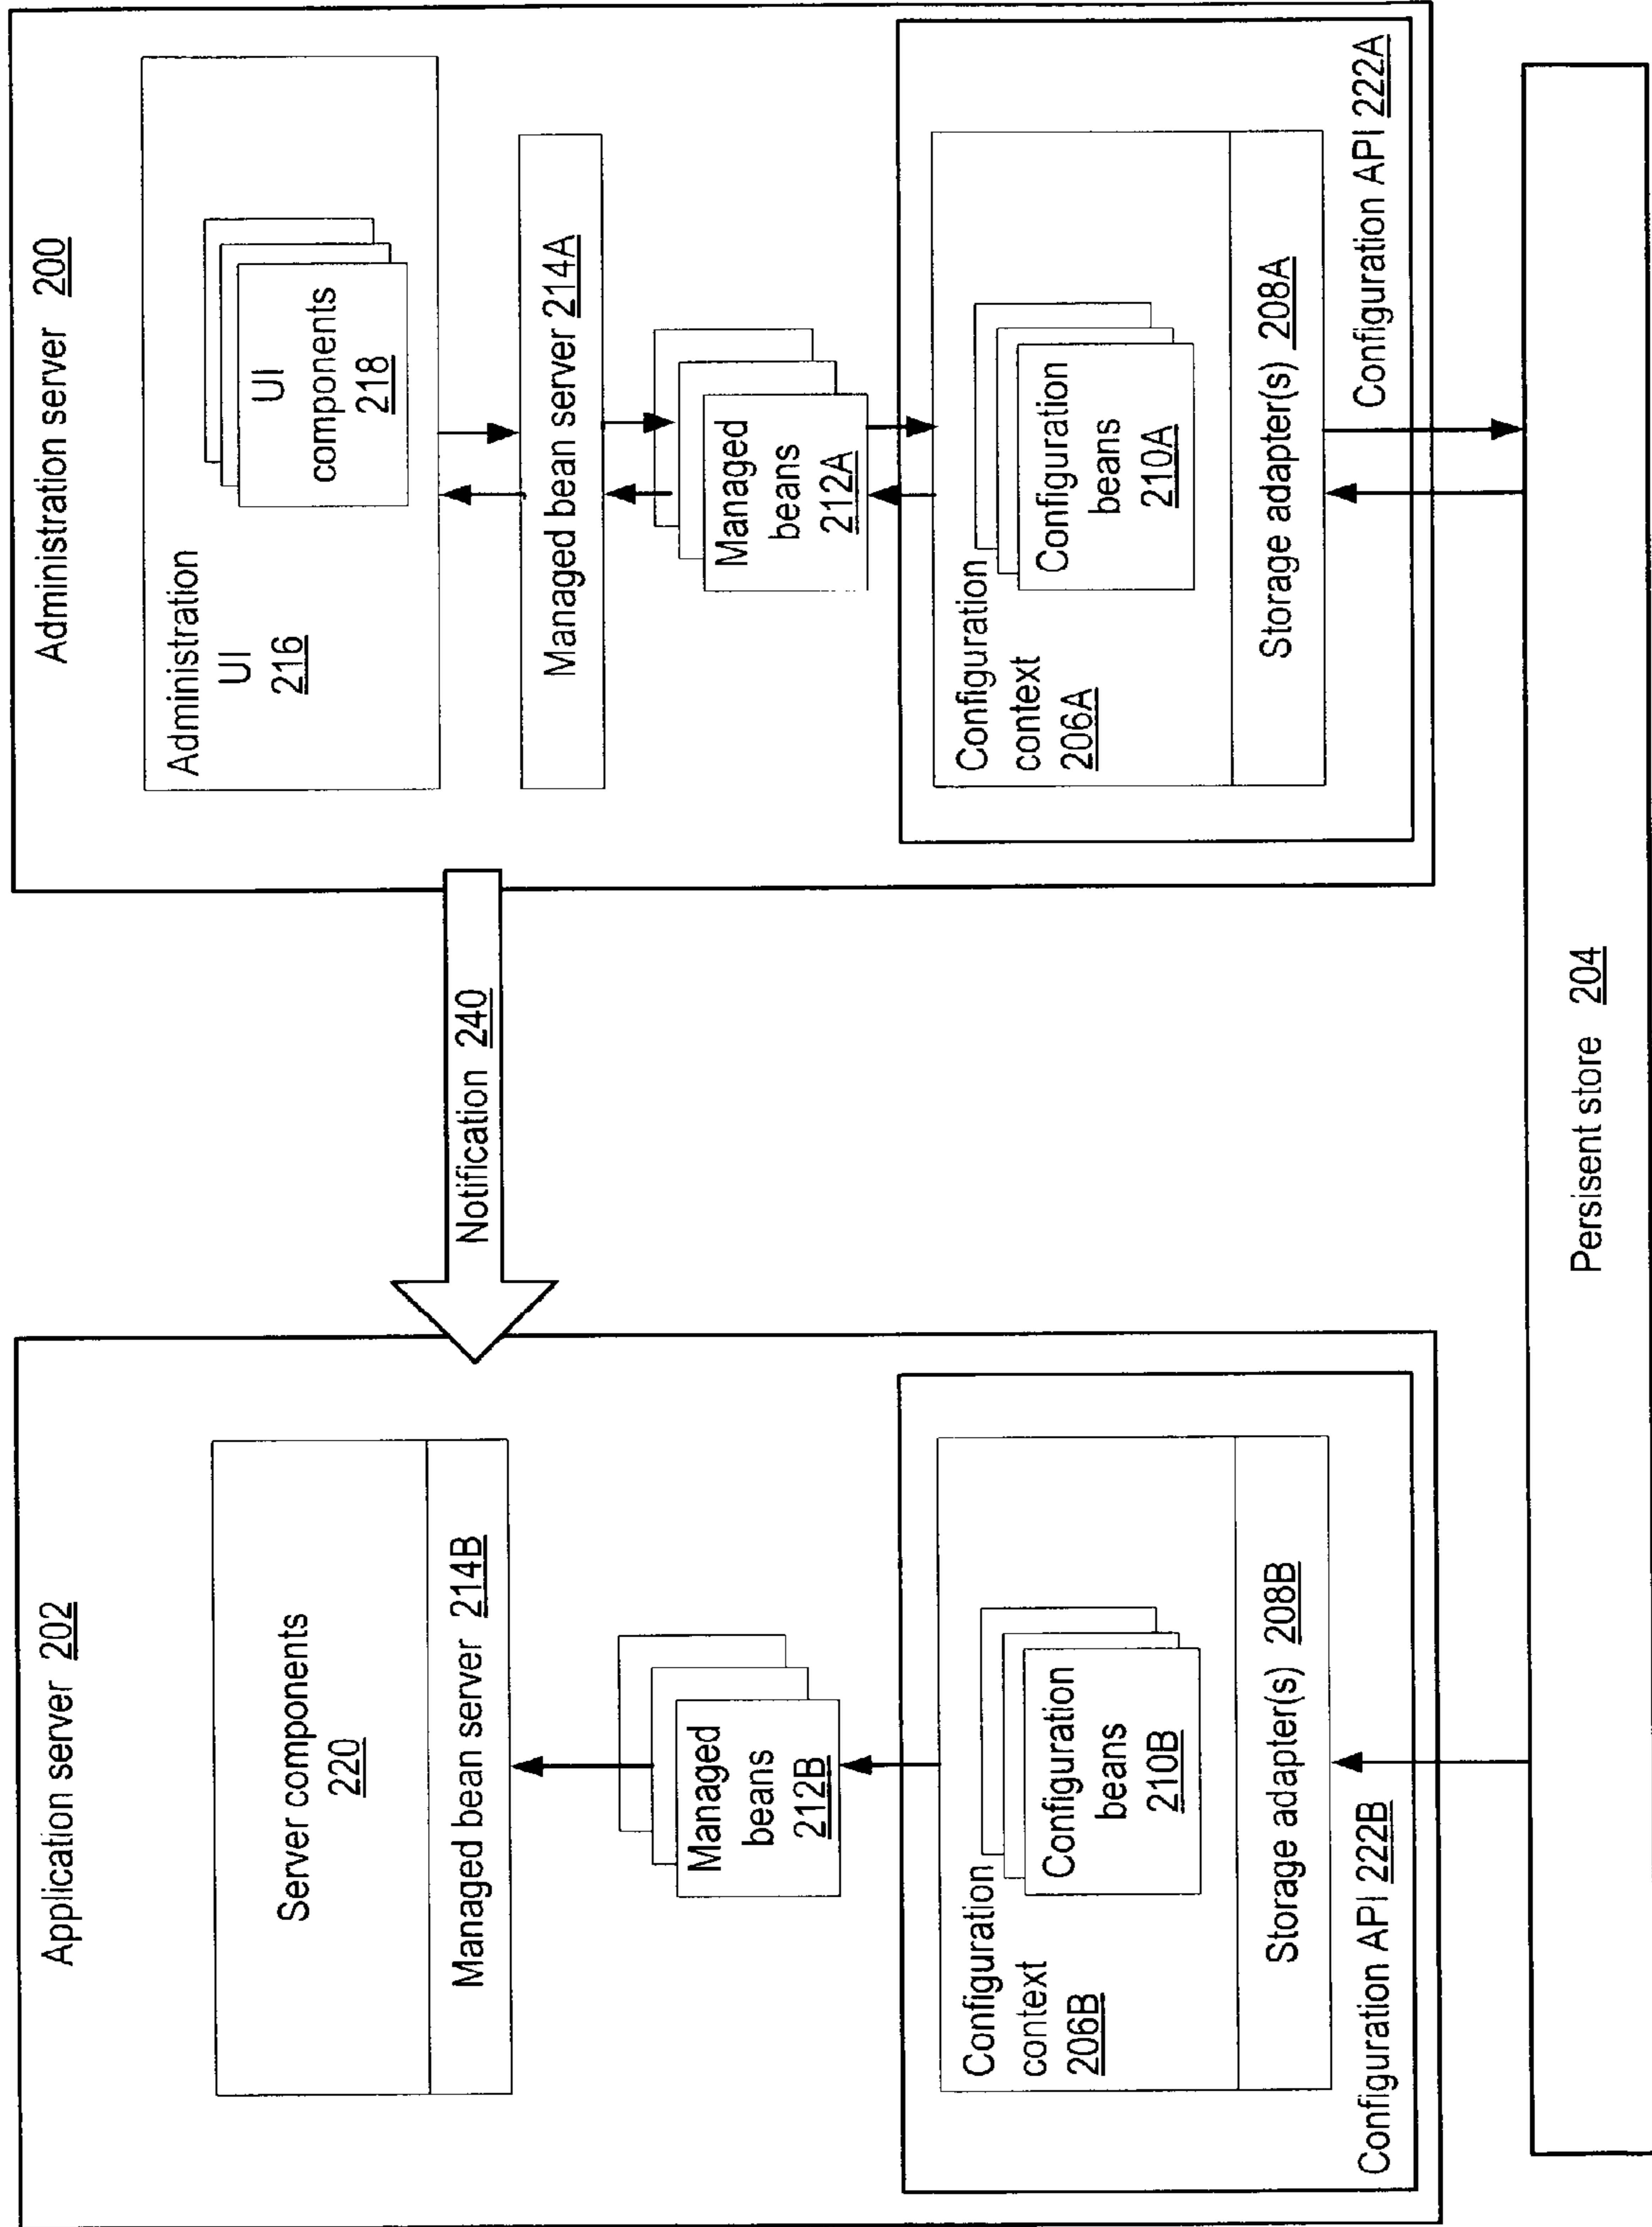 Application server 202
Server components
220
Managed bean server 214B
Managed
beans
212B
Configuration
context
206B
Configuration
beans
210B
Storage adapter(s) 208B
Configuration API 222B
Notification 240
Administration server 200
Administration
UI
216
UI
components
218
Managed bean server 214A
Managed
beans
212A
Configuration
context
206A
Configuration
beans
210A
Storage adapter(s) 208A
Configuration API 222A
Persisent store 204